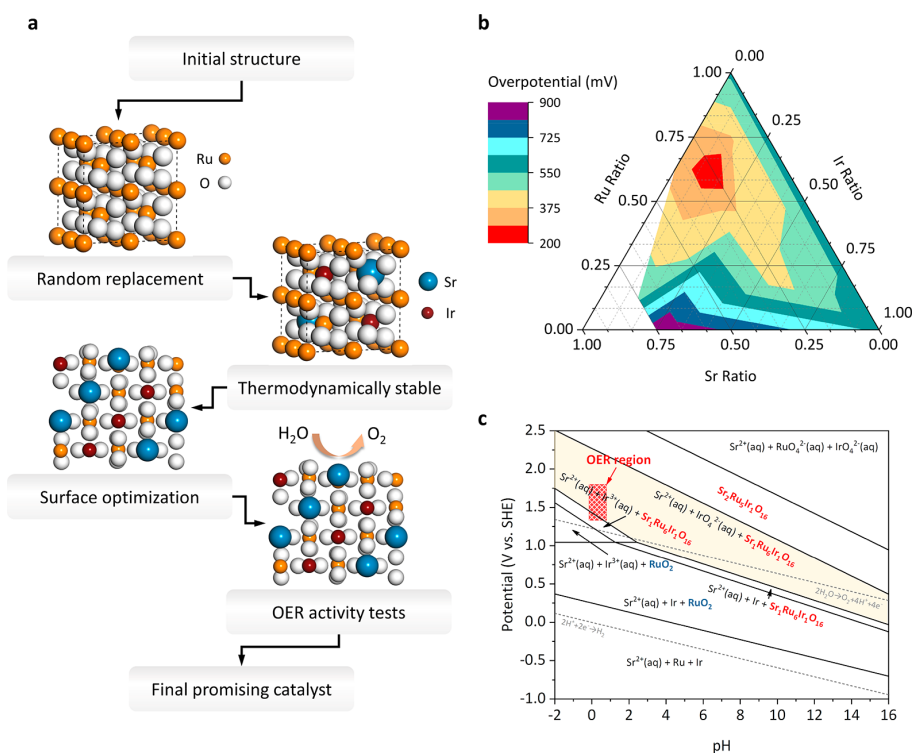 a
Initial structure
Ru
O
Random replacement
Sr
Ir
Thermodynamically stable
H₂O
O₂
Surface optimization
OER activity tests
Final promising catalyst
b
Overpotential (mV)
900
725
550
375
200
0.00
1.00
0.25
0.75
0.50
0.50
0.75
0.25
1.00
0.00
1.00
0.75
0.50
0.25
0.00
Ru Ratio
Ir Ratio
Sr Ratio
c
2.5
2.0
1.5
1.0
0.5
0.0
-0.5
-1.0
Potential (V vs. SHE)
Sr²⁺(aq) + RuO₄²⁻(aq) + IrO₄²⁻(aq)
OER region
Sr₂Ru₅Ir₁O₁₆
Sr²⁺(aq) + IrO₄²⁻(aq) + Sr₁Ru₆Ir₁O₁₆
Sr²⁺(aq) + Ir³⁺(aq) + Sr₁Ru₆Ir₁O₁₆
Sr²⁺(aq) + Ir³⁺(aq) + RuO₂
2H₂O→O₂+4H⁺+4e⁻
Sr²⁺(aq) + Ir + Sr₁Ru₆Ir₁O₁₆
Sr²⁺(aq) + Ir + RuO₂
2H⁺+2e⁻→H₂
Sr²⁺(aq) + Ru + Ir
-2 0 2 4 6 8 10 12 14 16
pH